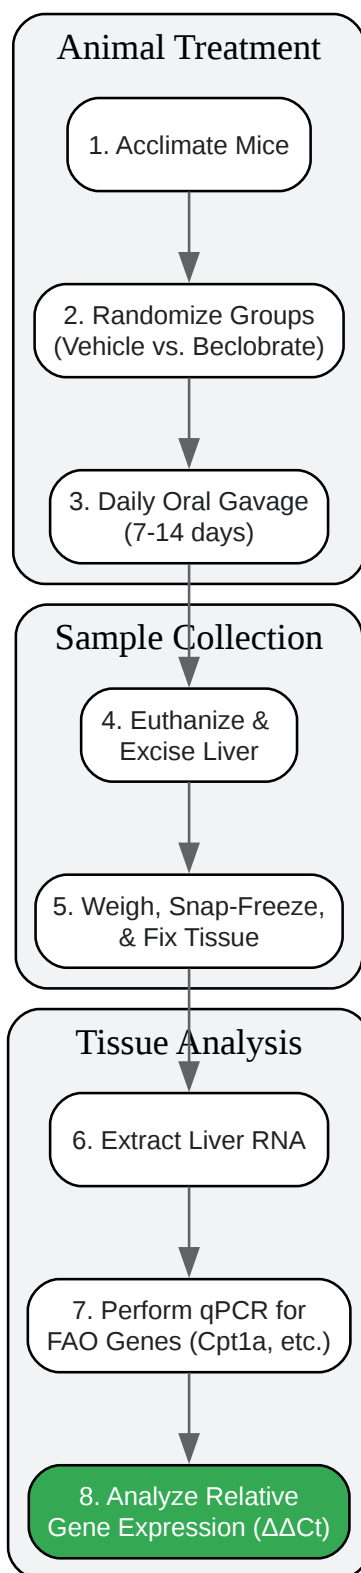 Animal Treatment
1. Acclimate Mice
2. Randomize Groups
(Vehicle vs. Beclobrate)
3. Daily Oral Gavage
(7-14 days)
Sample Collection
4. Euthanize &
Excise Liver
5. Weigh, Snap-Freeze,
& Fix Tissue
Tissue Analysis
6. Extract Liver RNA
7. Perform qPCR for
FAO Genes (Cpt1a, etc.)
8. Analyze Relative
Gene Expression (ΔΔCt)